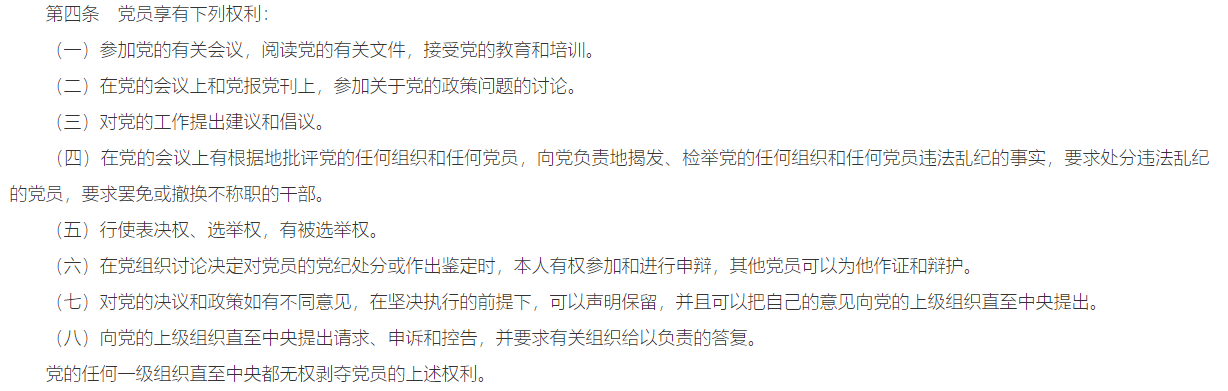 第四条　党员享有下列权利：
（一）参加党的有关会议，阅读党的有关文件，接受党的教育和培训。
（二）在党的会议上和党报党刊上，参加关于党的政策问题的讨论。
（三）对党的工作提出建议和倡议。
（四）在党的会议上有根据地批评党的任何组织和任何党员，向党负责地揭发、检举党的任何组织和任何党员违法乱纪的事实，要求处分违法乱纪
的党员，要求罢免或撤换不称职的干部。
（五）行使表决权、选举权，有被选举权。
（六）在党组织讨论决定对党员的党纪处分或作出鉴定时，本人有权参加和进行申辩，其他党员可以为他作证和辩护。
（七）对党的决议和政策如有不同意见，在坚决执行的前提下，可以声明保留，并且可以把自己的意见向党的上级组织直至中央提出。
（八）向党的上级组织直至中央提出请求、申诉和控告，并要求有关组织给以负责的答复。
党的任何一级组织直至中央都无权剥夺党员的上述权利。